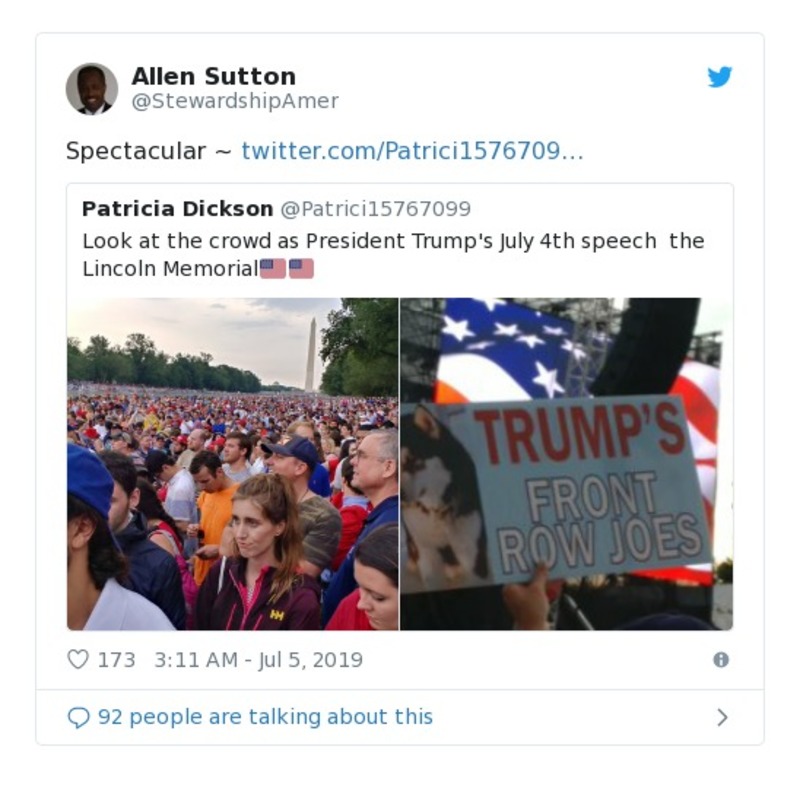 Allen Sutton
@StewardshipAmer
Spectacular ~ twitter.com/Patrici1576709…
Patricia Dickson @Patrici15767099
Look at the crowd as President Trump's July 4th speech  the
Lincoln Memorial🇺🇸🇺🇸
TRUMP'S
FRONT
ROW JOES
HH
173 3:11 AM - Jul 5, 2019
92 people are talking about this